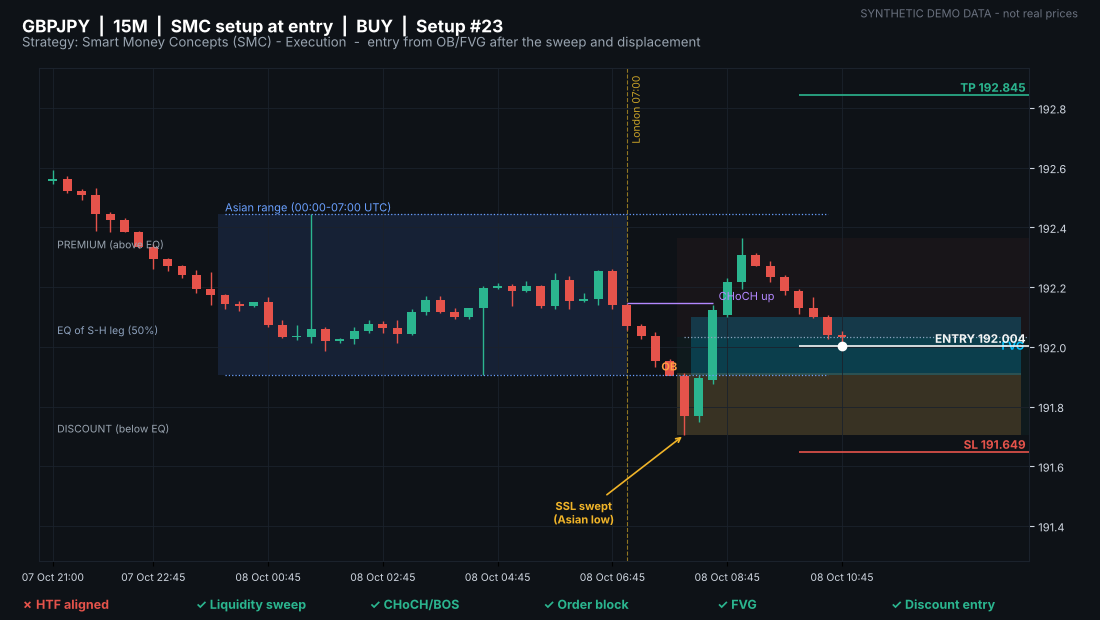 GBPJPY | 15M | SMC setup at entry | BUY | Setup #23
SYNTHETIC DEMO DATA - not real prices
Strategy: Smart Money Concepts (SMC) - Execution - entry from OB/FVG after the sweep and displacement
London 07:00
TP 192.845
192.8
192.6
Asian range (00:00-07:00 UTC)
192.4
PREMIUM (above EQ)
CHoCH up
192.2
EQ of S-H leg (50%)
ENTRY 192.004
FVG
192.0
OB
191.8
DISCOUNT (below EQ)
SL 191.649
191.6
SSL swept
(Asian low)
191.4
07 Oct 21:00 07 Oct 22:45 08 Oct 00:45 08 Oct 02:45 08 Oct 04:45 08 Oct 06:45 08 Oct 08:45 08 Oct 10:45
× HTF aligned ✓ Liquidity sweep ✓ CHoCH/BOS ✓ Order block ✓ FVG ✓ Discount entry